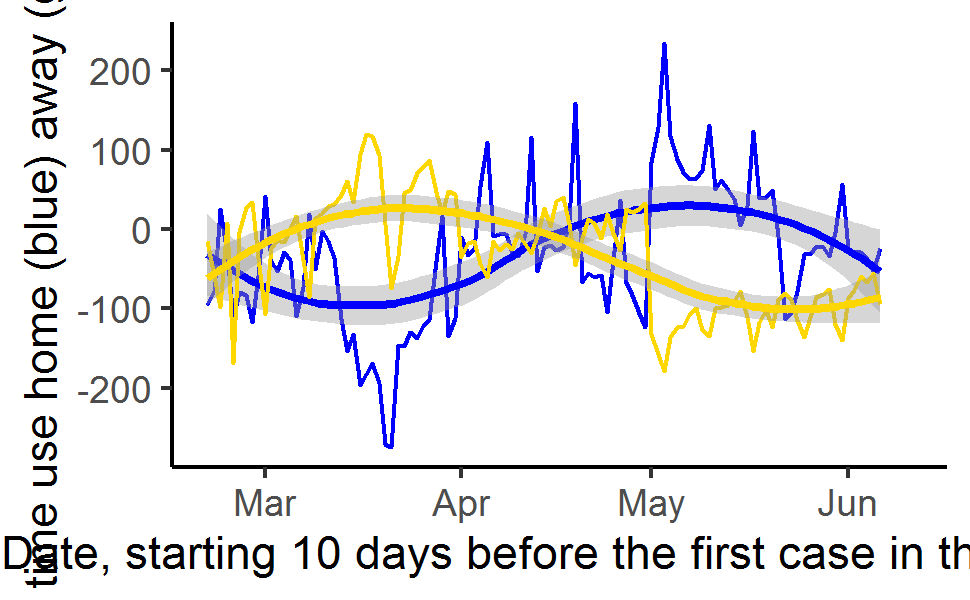 time use home (blue) away (
200
100
0
-100
-200
Mar Apr May Jun
Date, starting 10 days before the first case in th